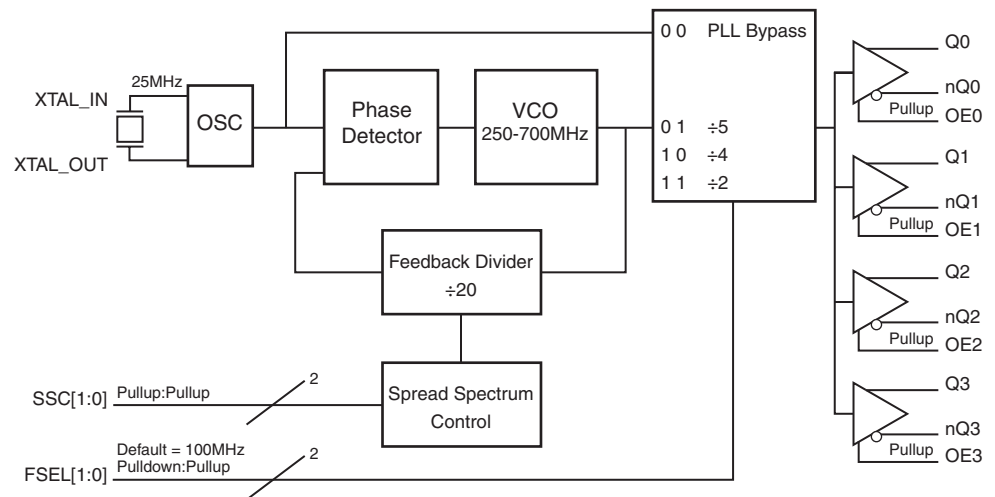 XTAL_IN
25MHz
XTAL_OUT
OSC
Phase
Detector
VCO
250-700MHz
0 0 PLL Bypass
0 1 ÷5
1 0 ÷4
1 1 ÷2
Feedback Divider
÷20
Spread Spectrum
Control
SSC[1:0] Pullup:Pullup
2
Default = 100MHz
FSEL[1:0] Pulldown:Pullup
2
Q0
nQ0
Pullup OE0
Q1
nQ1
Pullup OE1
Q2
nQ2
Pullup OE2
Q3
nQ3
Pullup OE3